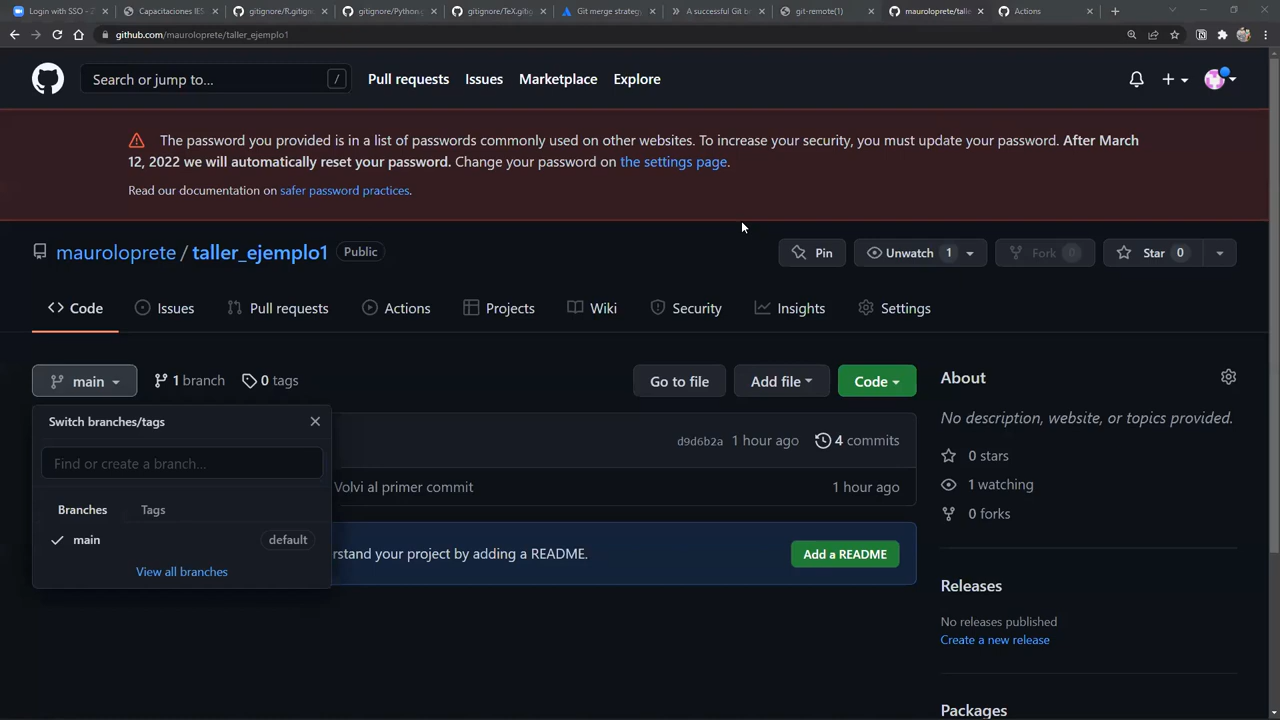 Login with SSO - Z
Capacitaciones IES
gitignore/R.gitign
gitignore/Python.g
gitignore/TeX.gitig
Git merge strateg
A successful Git b
git-remote(1)
mauroloprete/talle
Actions
github.com/mauroloprete/taller_ejemplo1
Search or jump to... /
Pull requests
Issues
Marketplace
Explore
The password you provided is in a list of passwords commonly used on other websites. To increase your security, you must update your password. After March
12, 2022 we will automatically reset your password. Change your password on the settings page.
Read our documentation on safer password practices.
mauroloprete / taller_ejemplo1 Public
Pin
Unwatch 1
Fork 0
Star 0
Code
Issues
Pull requests
Actions
Projects
Wiki
Security
Insights
Settings
main
1 branch
0 tags
Go to file
Add file
Code
Switch branches/tags
Find or create a branch...
Branches
Tags
main default
View all branches
d9d6b2a 1 hour ago 4 commits
Volvi al primer commit 1 hour ago
rstand your project by adding a README.
Add a README
About
No description, website, or topics provided.
0 stars
1 watching
0 forks
Releases
No releases published
Create a new release
Packages